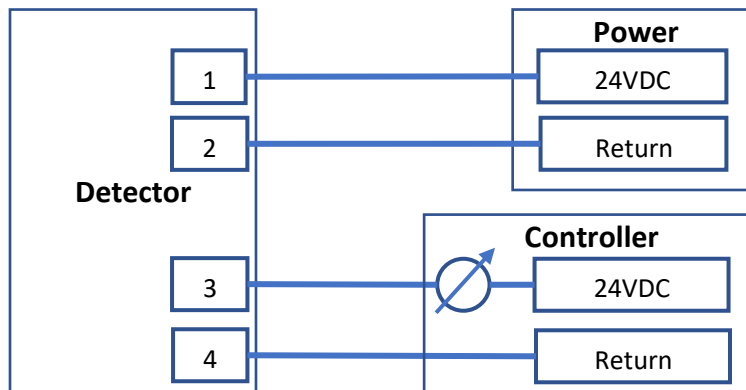 Power
1
24VDC
2
Return
Detector
Controller
3
24VDC
4
Return